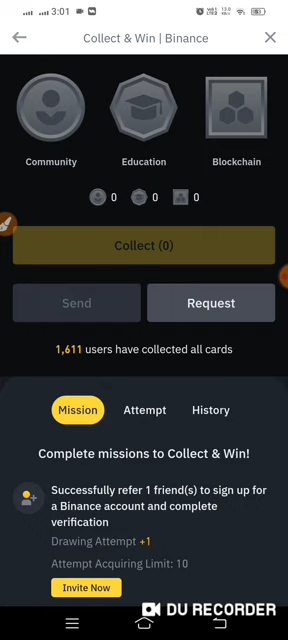 3:01
Collect & Win | Binance
Community Education Blockchain
0 0 0
Collect (0)
Send Request
1,611 users have collected all cards
Mission Attempt History
Complete missions to Collect & Win!
Successfully refer 1 friend(s) to sign up for
a Binance account and complete
verification
Drawing Attempt +1
Attempt Acquiring Limit: 10
Invite Now
DU RECORDER